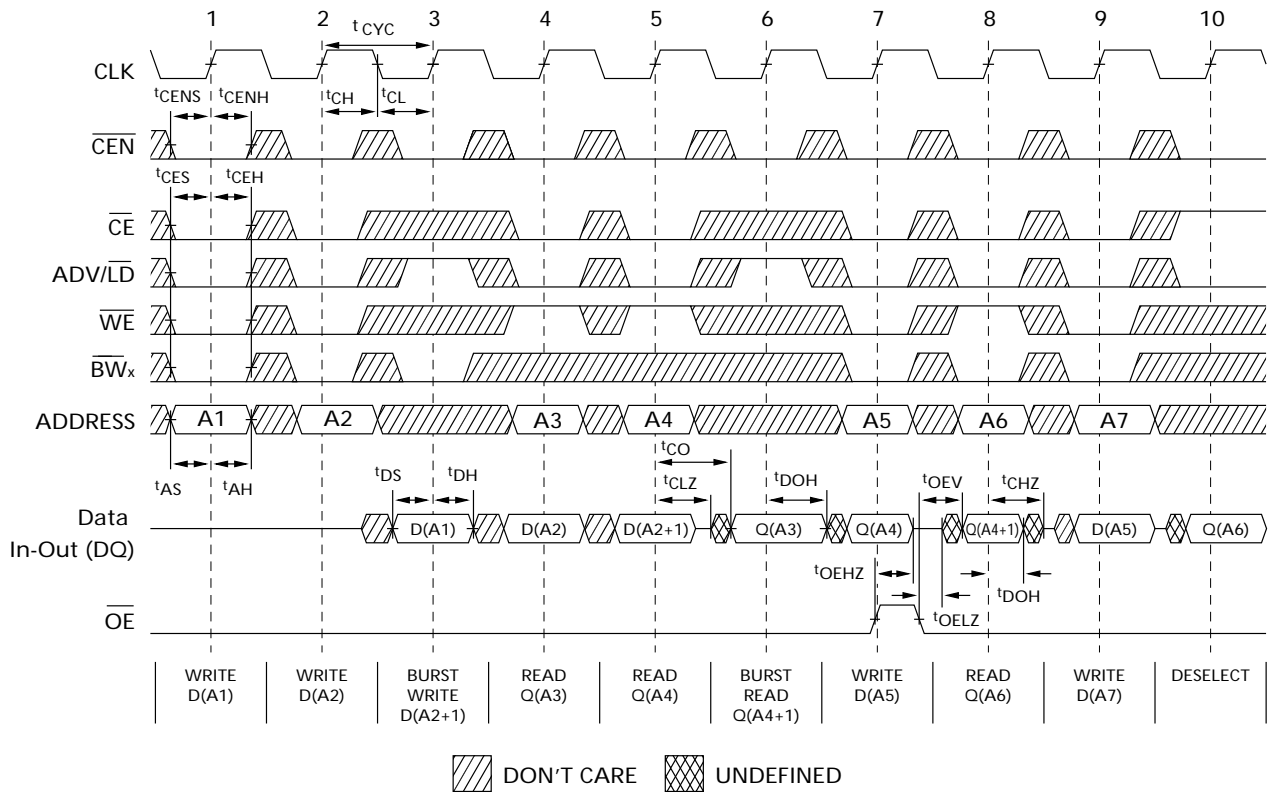 1 2 3 4 5 6 7 8 9 10
tCYC
CLK
tCENS tCENH tCH tCL
CEN
tCES tCEH
CE
ADV/LD
WE
BWx
ADDRESS A1 A2 A3 A4 A5 A6 A7
tAS tAH tDS tDH tCO tCLZ tDOH tOEV tCHZ
Data
In-Out (DQ) D(A1) D(A2) D(A2+1) Q(A3) Q(A4) Q(A4+1) D(A5) Q(A6)
tOEHZ tDOH
tOELZ
OE
WRITE WRITE BURST READ READ BURST WRITE READ WRITE DESELECT
D(A1) D(A2) WRITE Q(A3) Q(A4) READ D(A5) Q(A6) D(A7)
D(A2+1) Q(A4+1)
DON'T CARE UNDEFINED